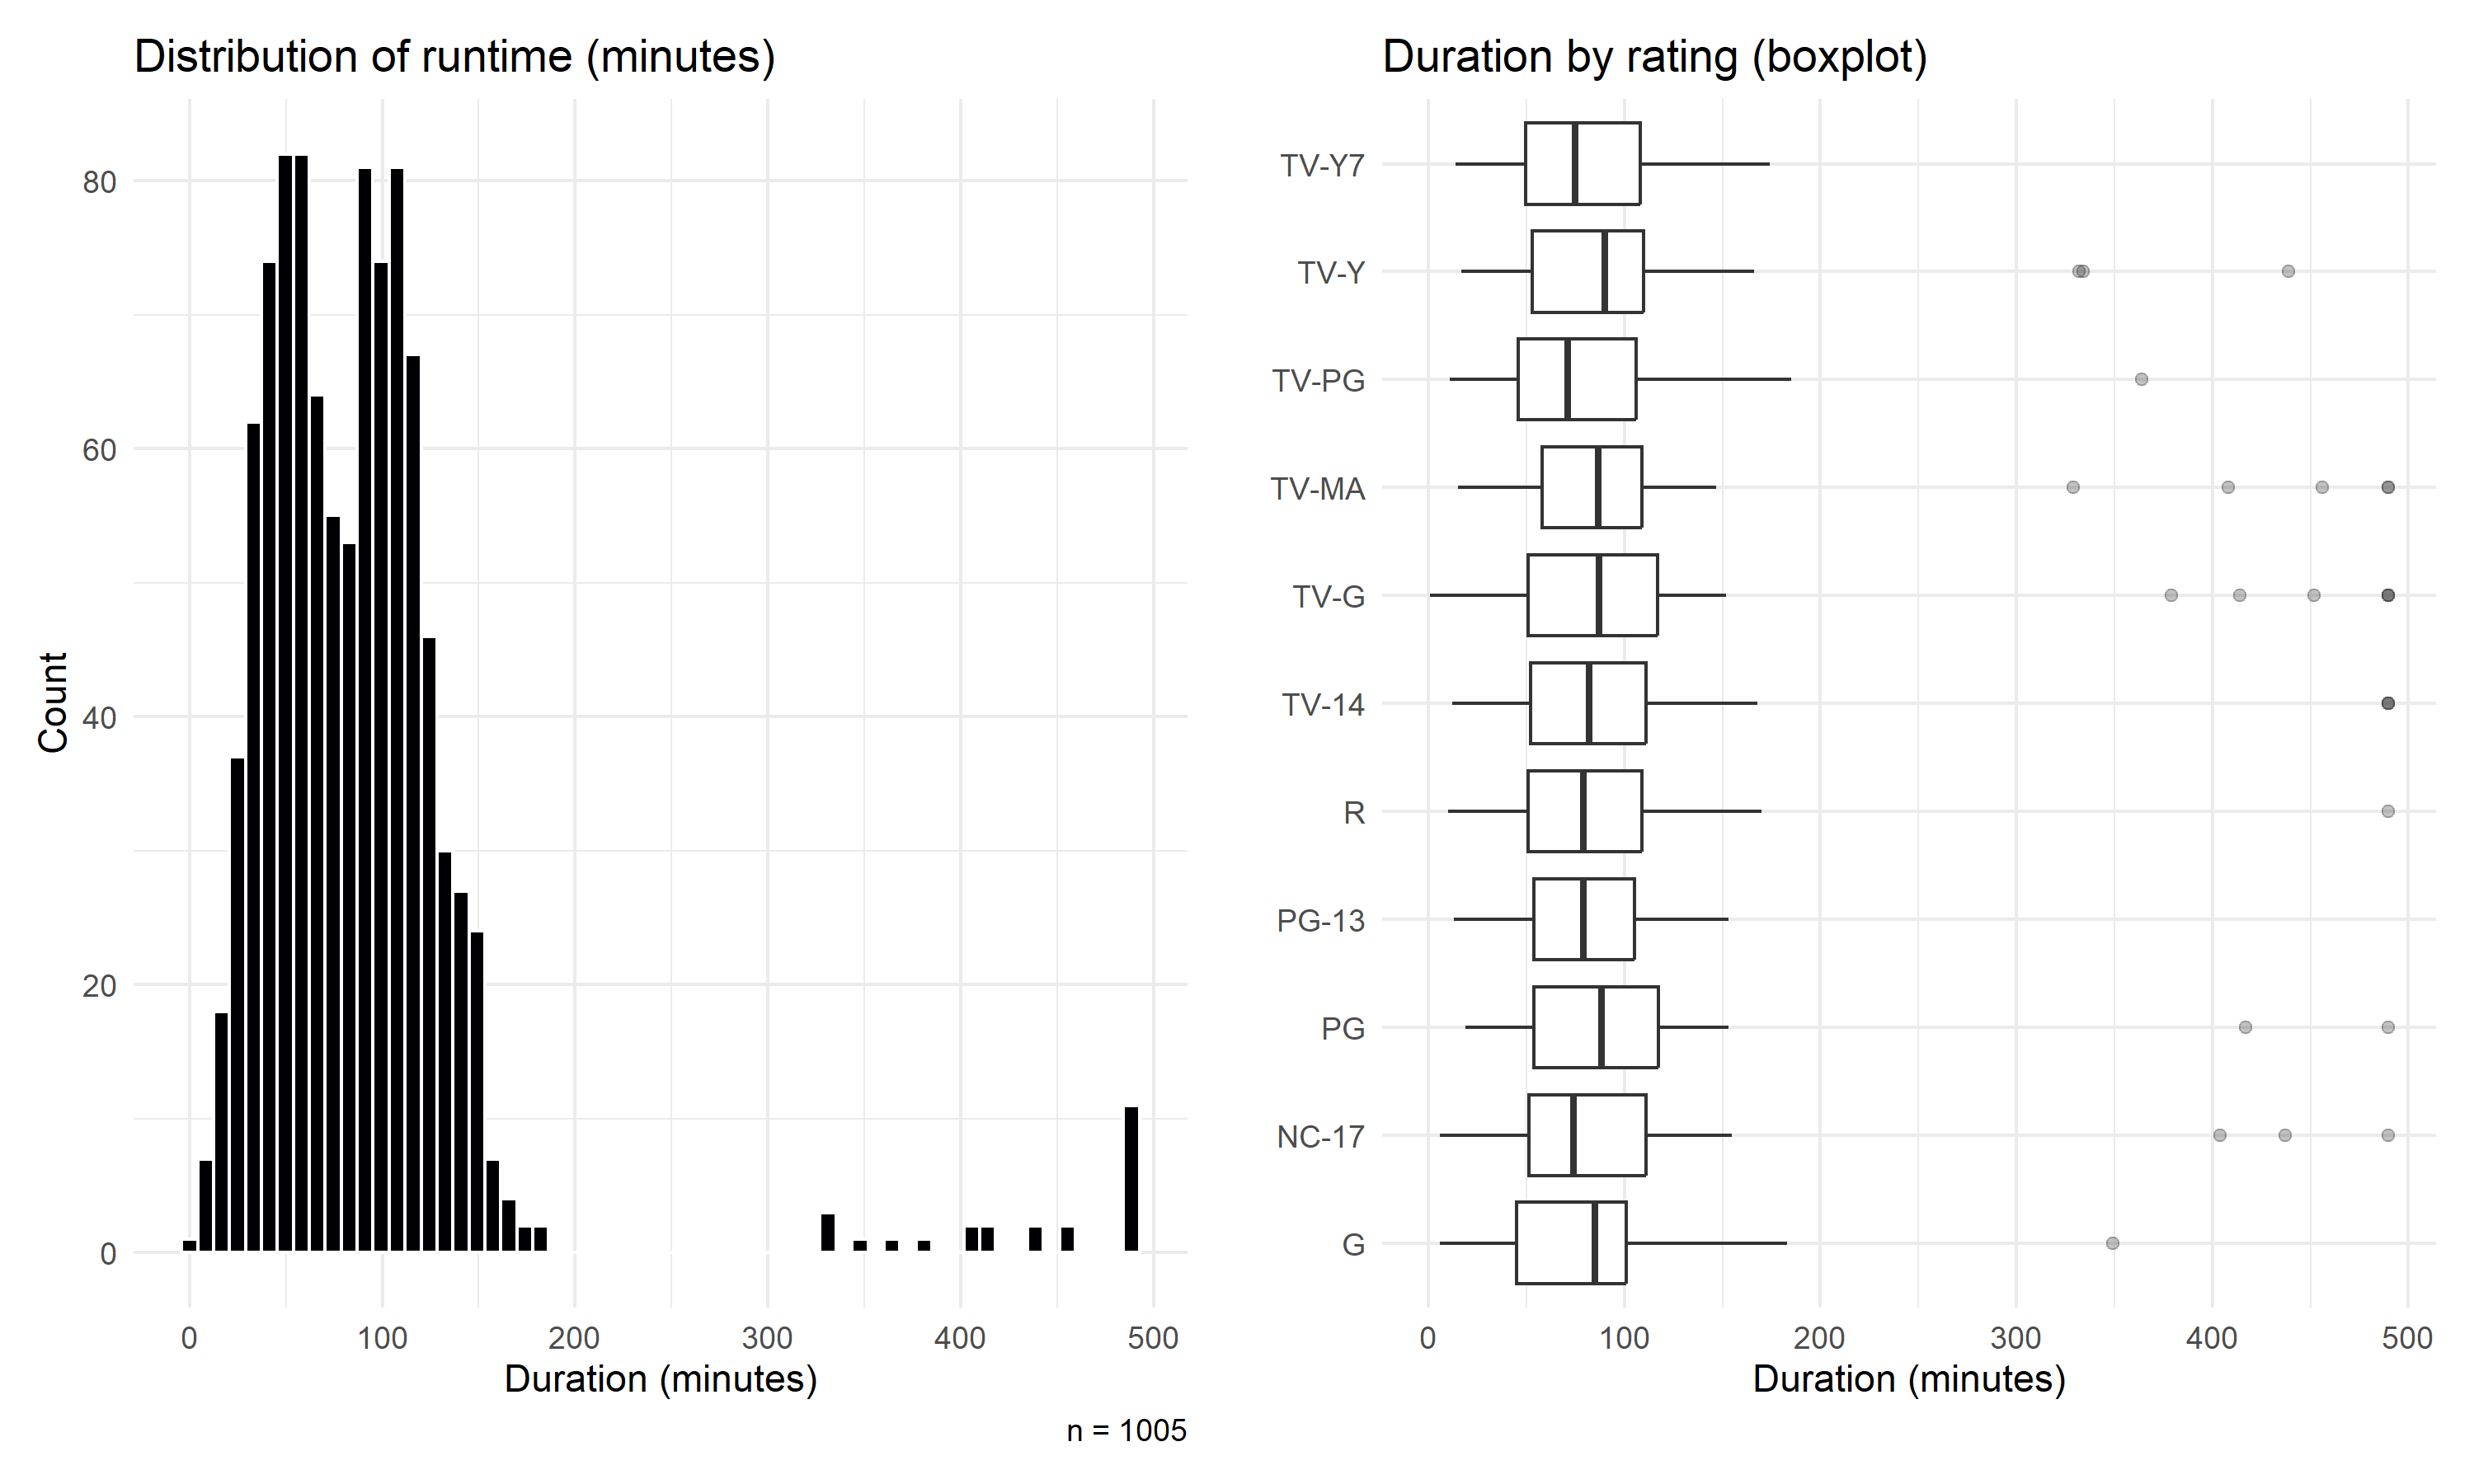 Distribution of runtime (minutes)
80
60
40
20
0
Count
0 100 200 300 400 500
Duration (minutes)
n = 1005
Duration by rating (boxplot)
TV-Y7
TV-Y
TV-PG
TV-MA
TV-G
TV-14
R
PG-13
PG
NC-17
G
0 100 200 300 400 500
Duration (minutes)